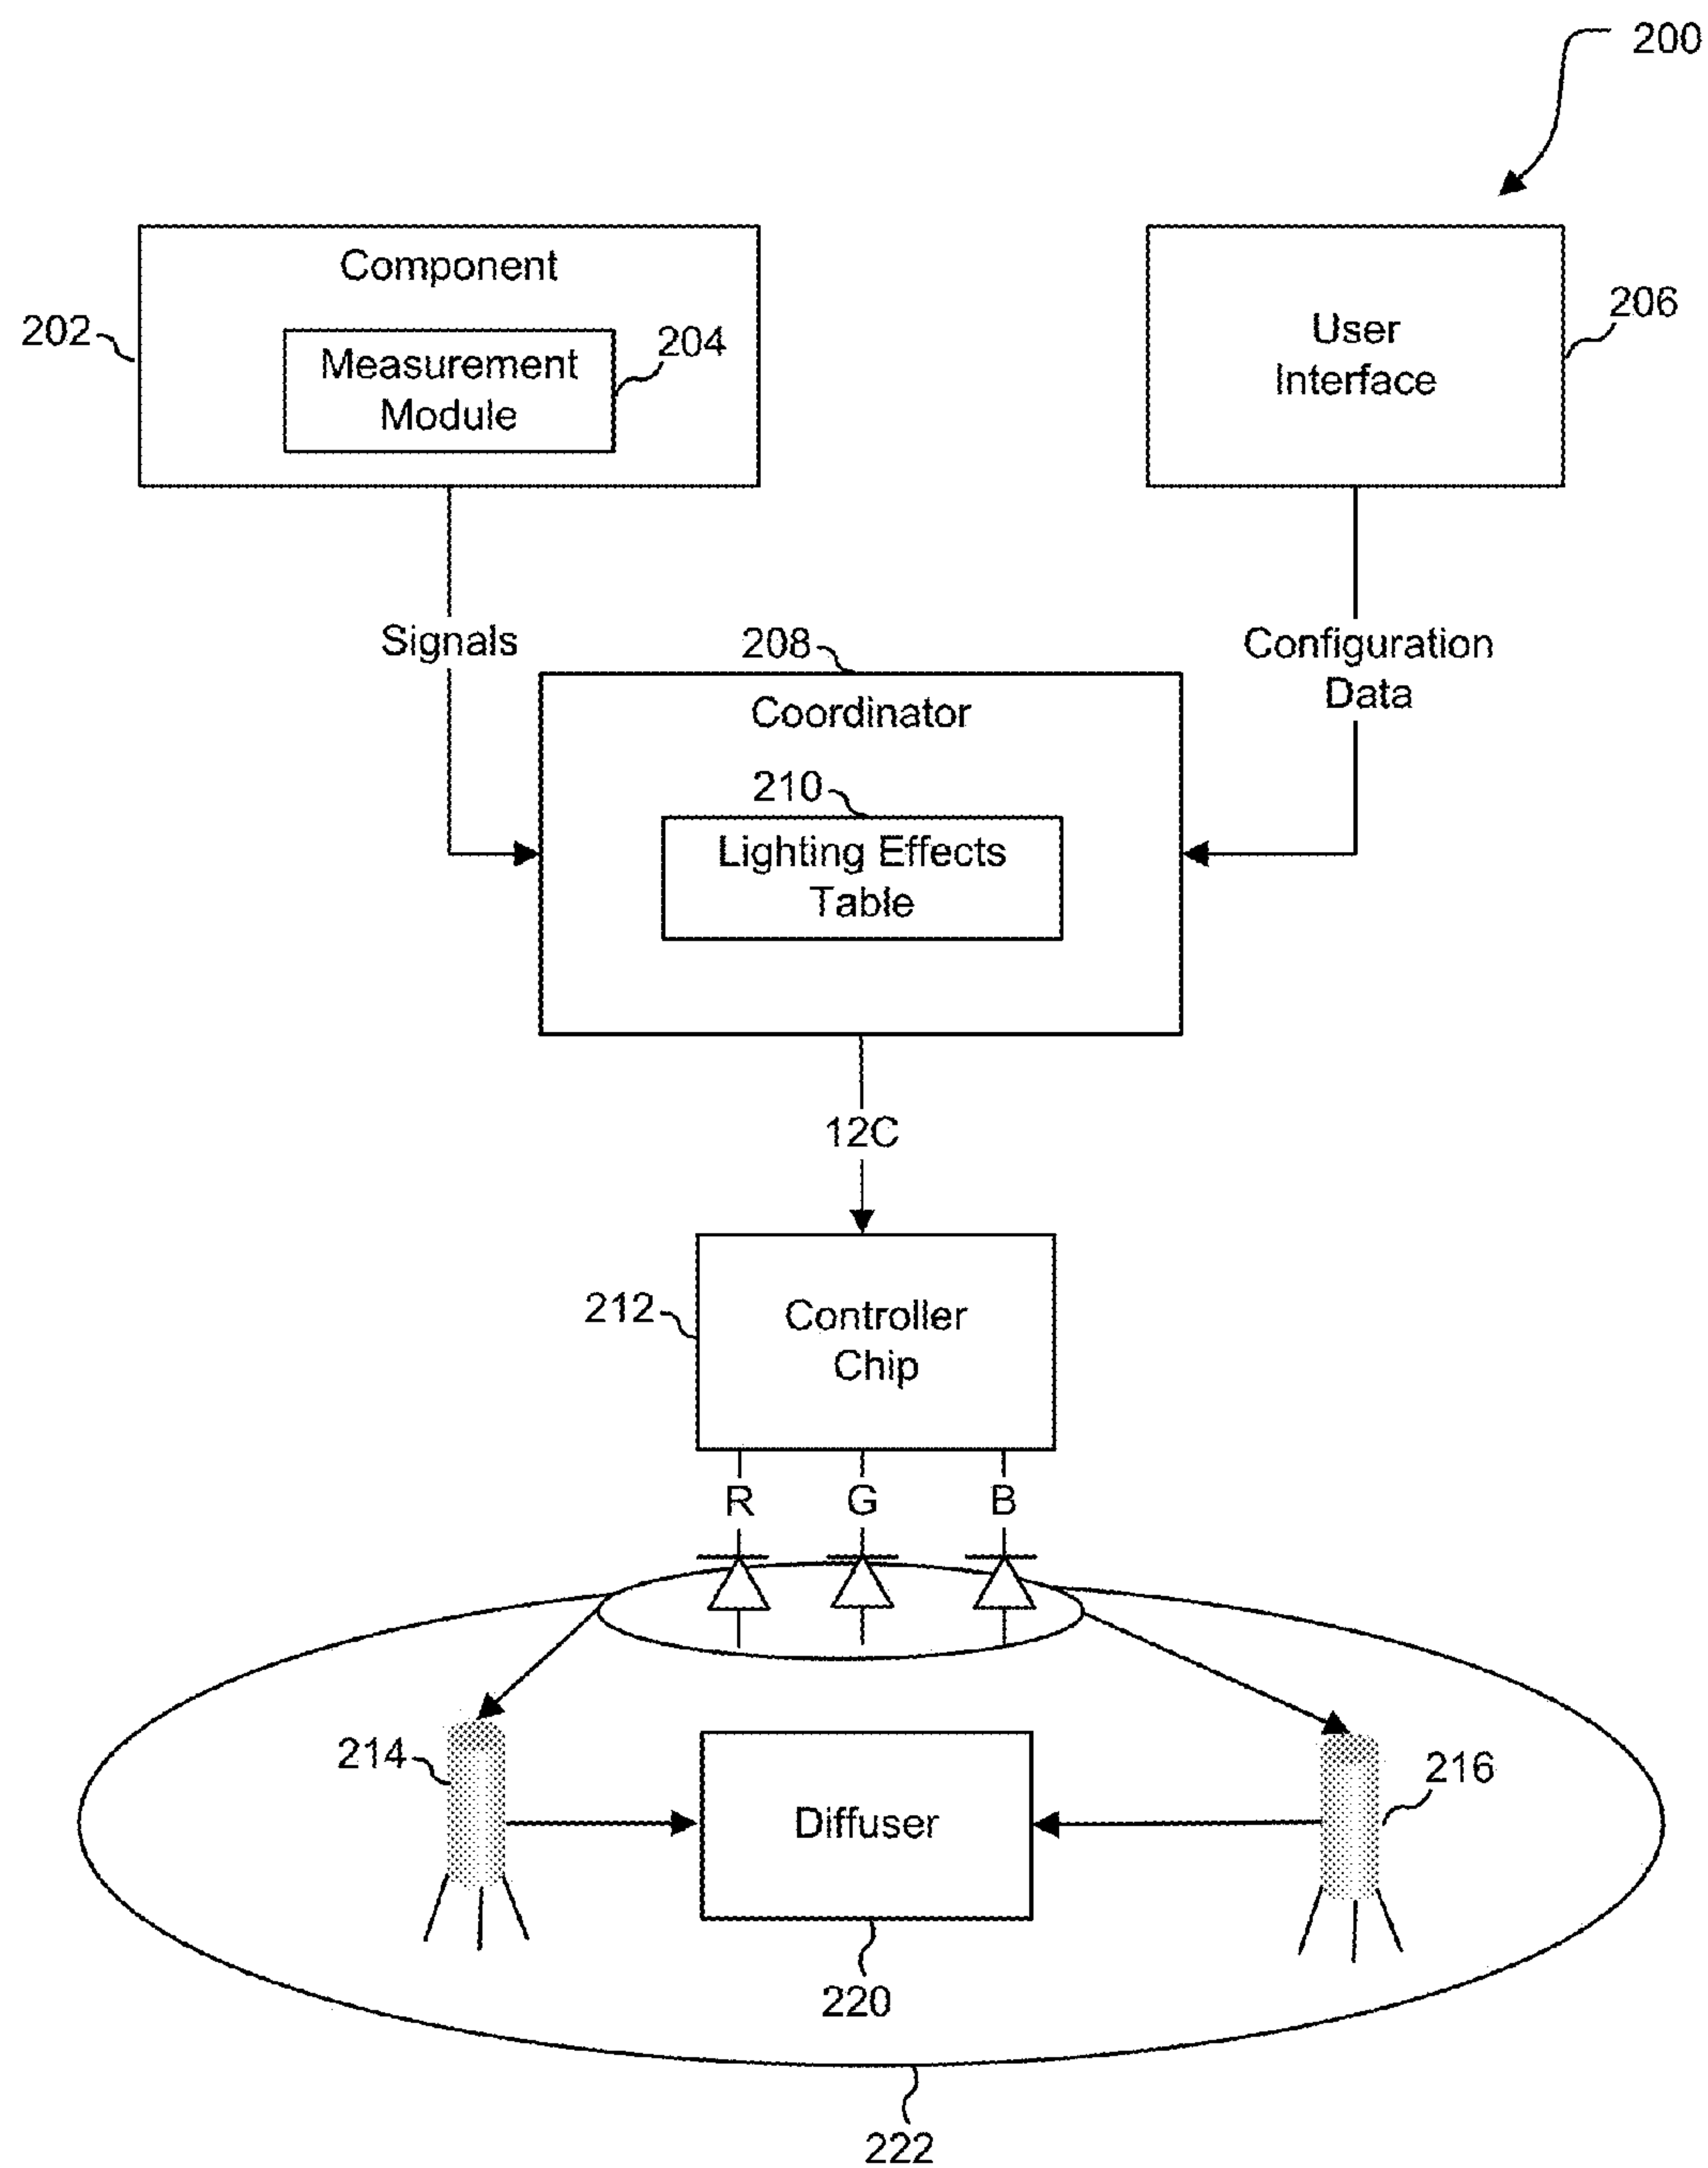 200
Component
202
Measurement
Module
204
User
Interface
206
Signals
Configuration
Data
208
Coordinator
210
Lighting Effects
Table
12C
212
Controller
Chip
R G B
214
Diffuser
216
220
222